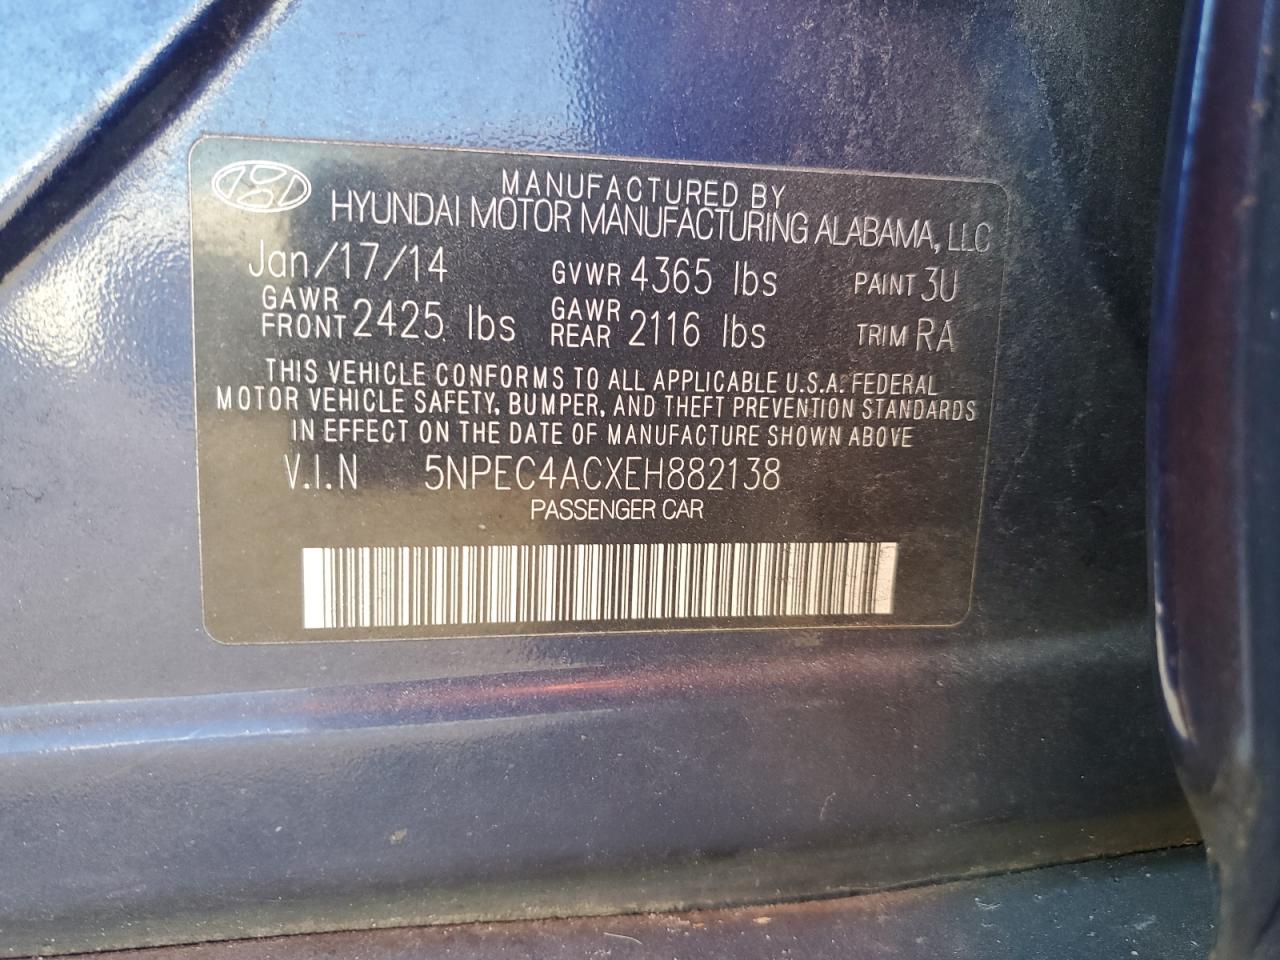 MANUFACTURED BY
HYUNDAI MOTOR MANUFACTURING ALABAMA, LLC
Jan/17/14 GVWR 4365 lbs PAINT 3U
GAWR FRONT 2425 lbs GAWR REAR 2116 lbs TRIM RA
THIS VEHICLE CONFORMS TO ALL APPLICABLE U.S.A. FEDERAL
MOTOR VEHICLE SAFETY, BUMPER, AND THEFT PREVENTION STANDARDS
IN EFFECT ON THE DATE OF MANUFACTURE SHOWN ABOVE
V.I.N 5NPEC4ACXEH882138
PASSENGER CAR